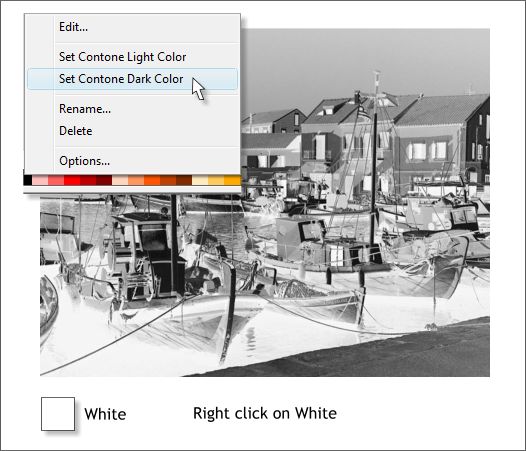 Edit...
Set Contone Light Color
Set Contone Dark Color
Rename...
Delete
Options...
White
Right click on White